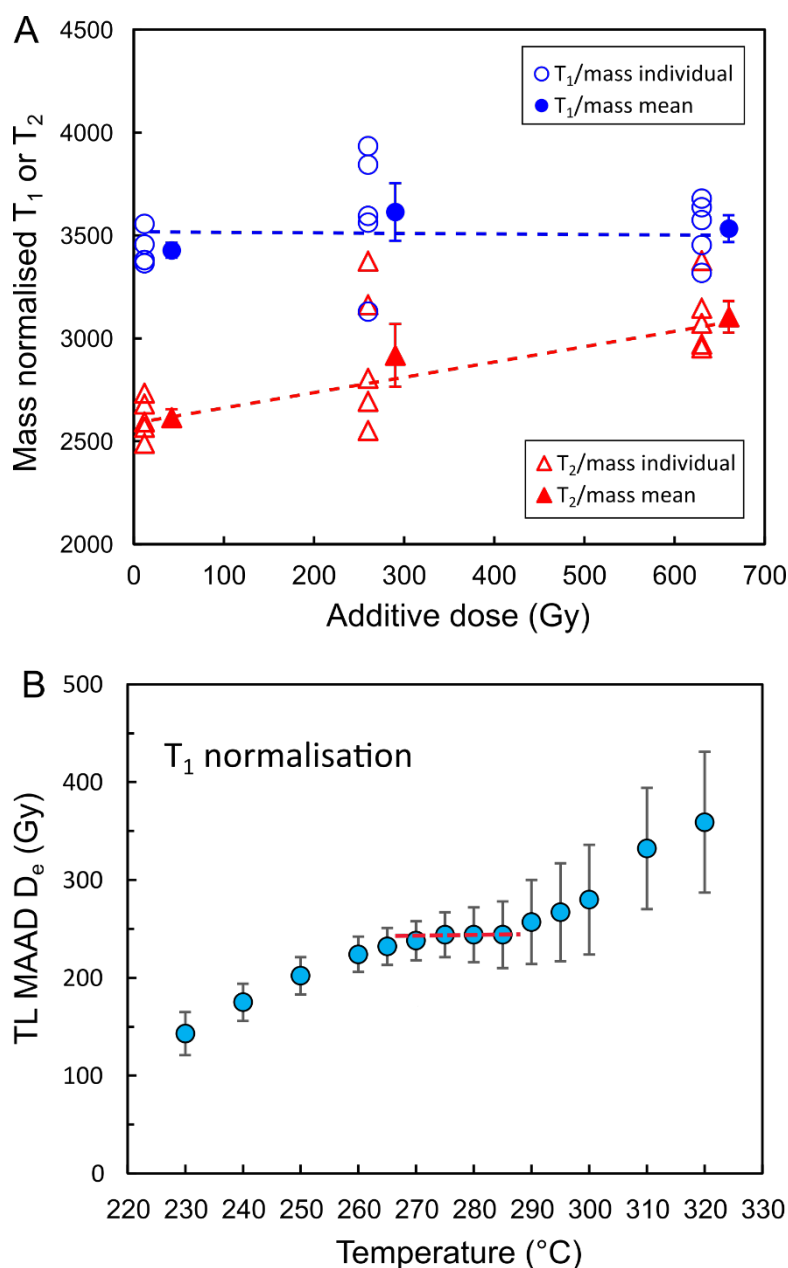 A
Mass normalised T₁ or T₂
4500
4000
3500
3000
2500
2000
T₁/mass individual
T₁/mass mean
T₂/mass individual
T₂/mass mean
0 100 200 300 400 500 600 700
Additive dose (Gy)
B
TL MAAD Dₑ (Gy)
500
400
300
200
100
0
T₁ normalisation
220 230 240 250 260 270 280 290 300 310 320 330
Temperature (°C)